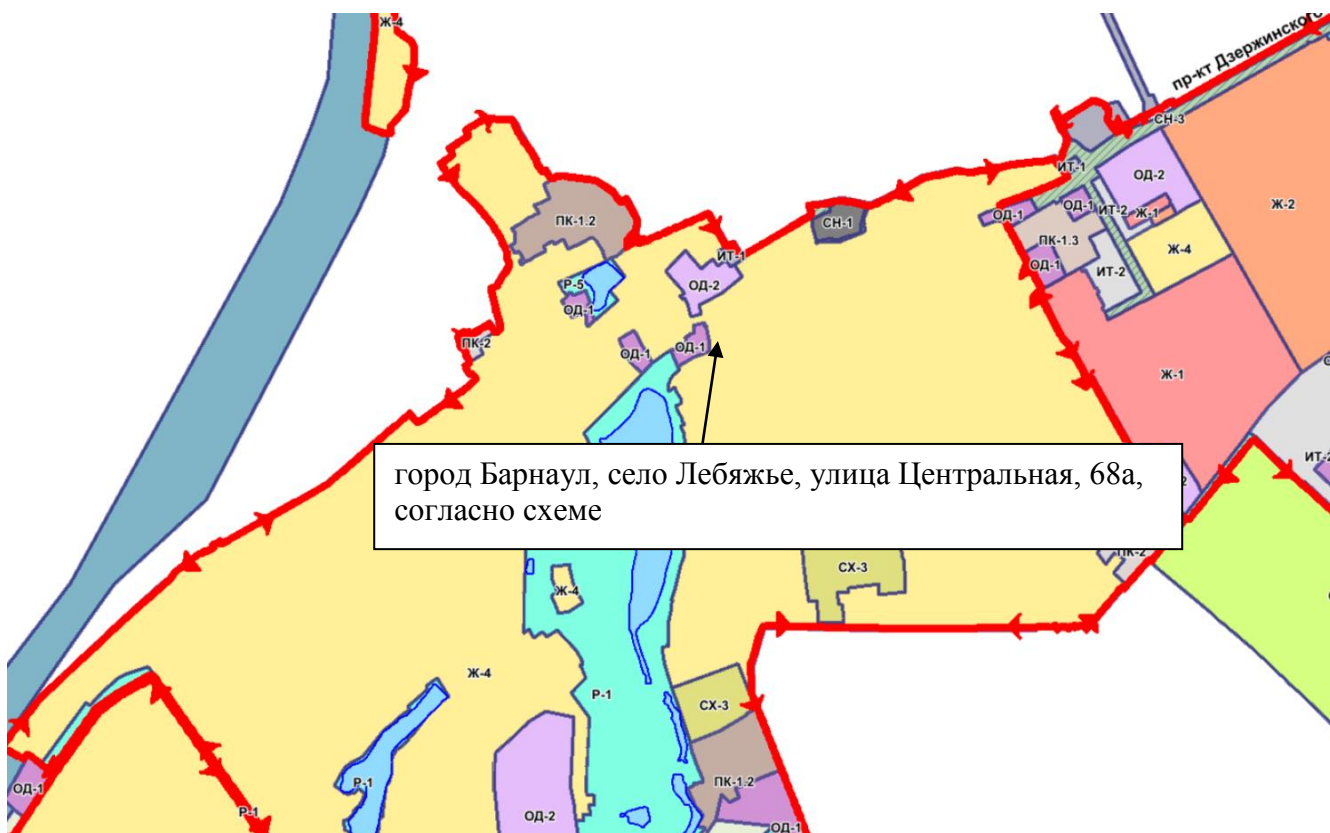 Ж-4
пр-кт Дзержинского
СН-3
ИТ-1
ОД-2
ОД-1
ОД-1
ИТ-2
Ж-1
Ж-2
ПК-1.2
СН-1
ПК-1.3
ИТ-1
ОД-1
ИТ-2
Ж-4
Р-5
ОД-2
ОД-1
ПК-2
ОД-1
ОД-1
Ж-1
город Барнаул, село Лебяжье, улица Центральная, 68а,
согласно схеме
ИТ-2
ПК-2
СХ-3
Ж-4
Ж-4
Р-1
СХ-3
ОД-1
Р-1
Р-1
ПК-1.2
ОД-2
ОД-1